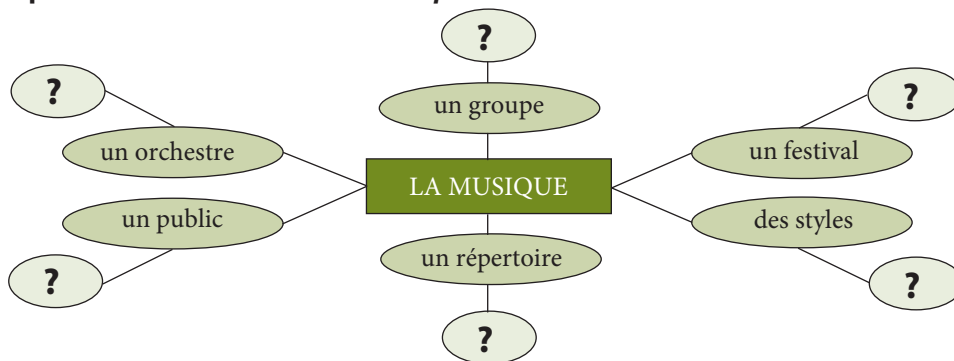 ?
?
?
un groupe
un orchestre
un festival
LA MUSIQUE
un public
des styles
un répertoire
?
?
?